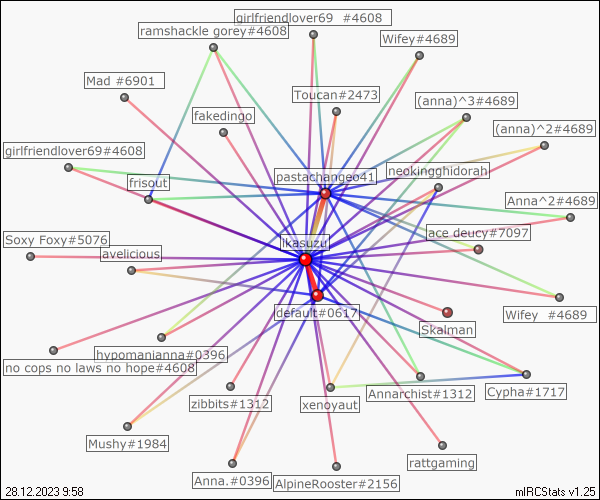 girlfriendlover69  #4608
ramshackle gorey#4608
Wifey#4689
Mad #6901
Toucan#2473
(anna)^3#4689
fakedingo
(anna)^2#4689
girlfriendlover69#4608
pastachangeo41
neokingghidorah
frisout
Anna^2#4689
ace deucy#7097
Soxy Foxy#5076
ikasuzu
avelicious
default#0617
Wifey  #4689
Skalman
hypomanianna#0396
no cops no laws no hope#4608
Annarchist#1312
Cypha#1717
zibbits#1312
xenoyaut
Mushy#1984
rattgaming
Anna.#0396
AlpineRooster#2156
28.12.2023 9:58
mIRCStats v1.25